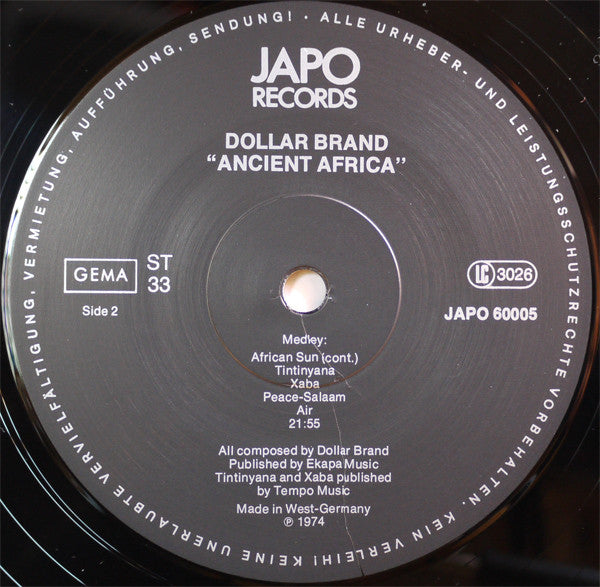 ALLE URHEBER- UND LEISTUNGSSCHUTZRECHTE VORBEHALTEN. KEIN VERLEIH! KEINE UNERLAUBTE VERVIELFÄLTIGUNG, VERMIETUNG, AUFFÜHRUNG, SENDUNG! ·
JAPO
RECORDS
DOLLAR BRAND
“ANCIENT AFRICA”
GEMA
ST
33
LC 3026
Side 2
JAPO 60005
Medley:
African Sun (cont.)
Tintinyana
Xaba
Peace-Salaam
Air
21:55
All composed by Dollar Brand
Published by Ekapa Music
Tintinyana and Xaba published
by Tempo Music
Made in West-Germany
℗ 1974